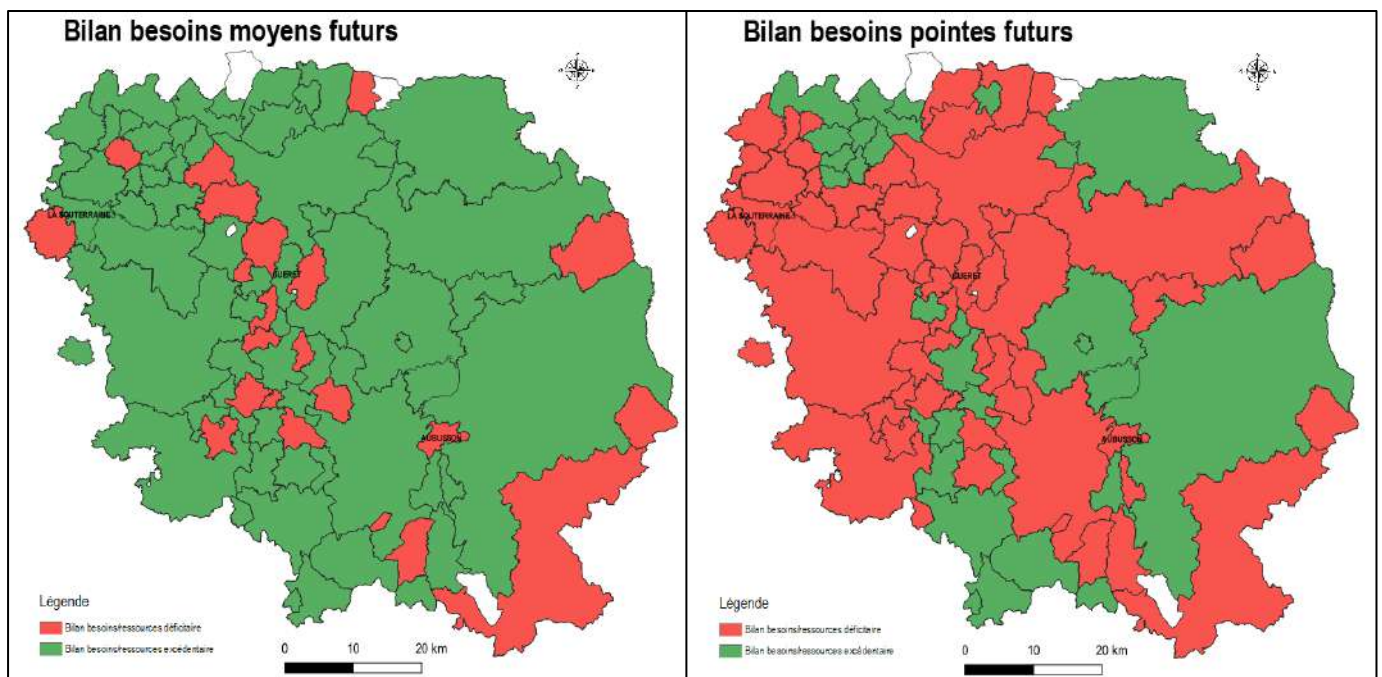 Bilan besoins moyens futurs
LA SOUTERRAINE
GUERET
AUBUSSON
Légende
Bilan besoins/ressources déficitaire
Bilan besoins/ressources excédentaire
0 10 20 km
Bilan besoins pointes futurs
LA SOUTERRAINE
GUERET
AUBUSSON
Légende
Bilan besoins/ressources déficitaire
Bilan besoins/ressources excédentaire
0 10 20 km